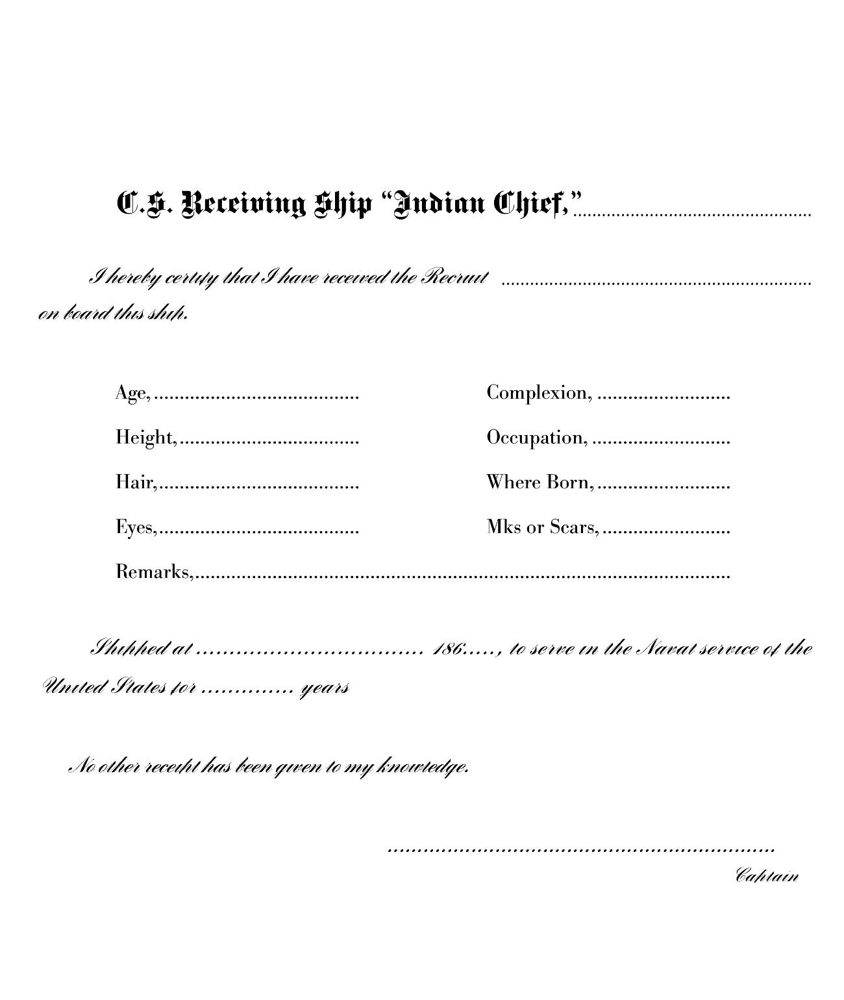 C.S. Receiving Ship “Indian Chief,”..................................................
I hereby certify that I have received the Recruit .................................................................
on board this ship.
Age,........................................ Complexion, ..........................
Height,................................... Occupation, ...........................
Hair,....................................... Where Born,..........................
Eyes,....................................... Mks or Scars,.........................
Remarks,........................................................................................................
Shipped at .................................. 186....., to serve in the Naval service of the
United States for .............. years
No other receipt has been given to my knowledge.
.................................................................
Captain